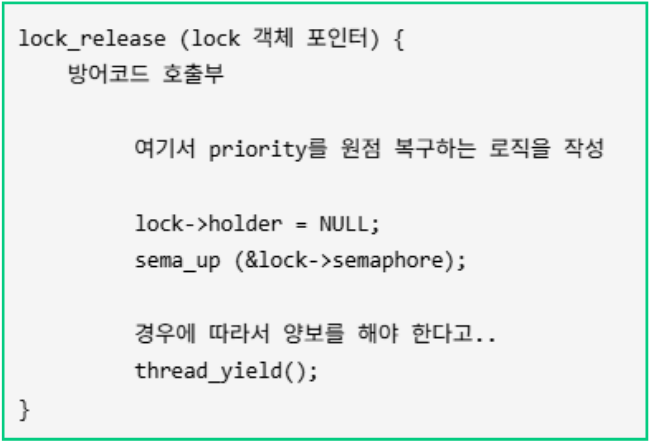 lock_release (lock 객체 포인터) {
방어코드 호출부
여기서 priority를 원점 복구하는 로직을 작성
lock->holder = NULL;
sema_up (&lock->semaphore);
경우에 따라서 양보를 해야 한다고..
thread_yield();
}